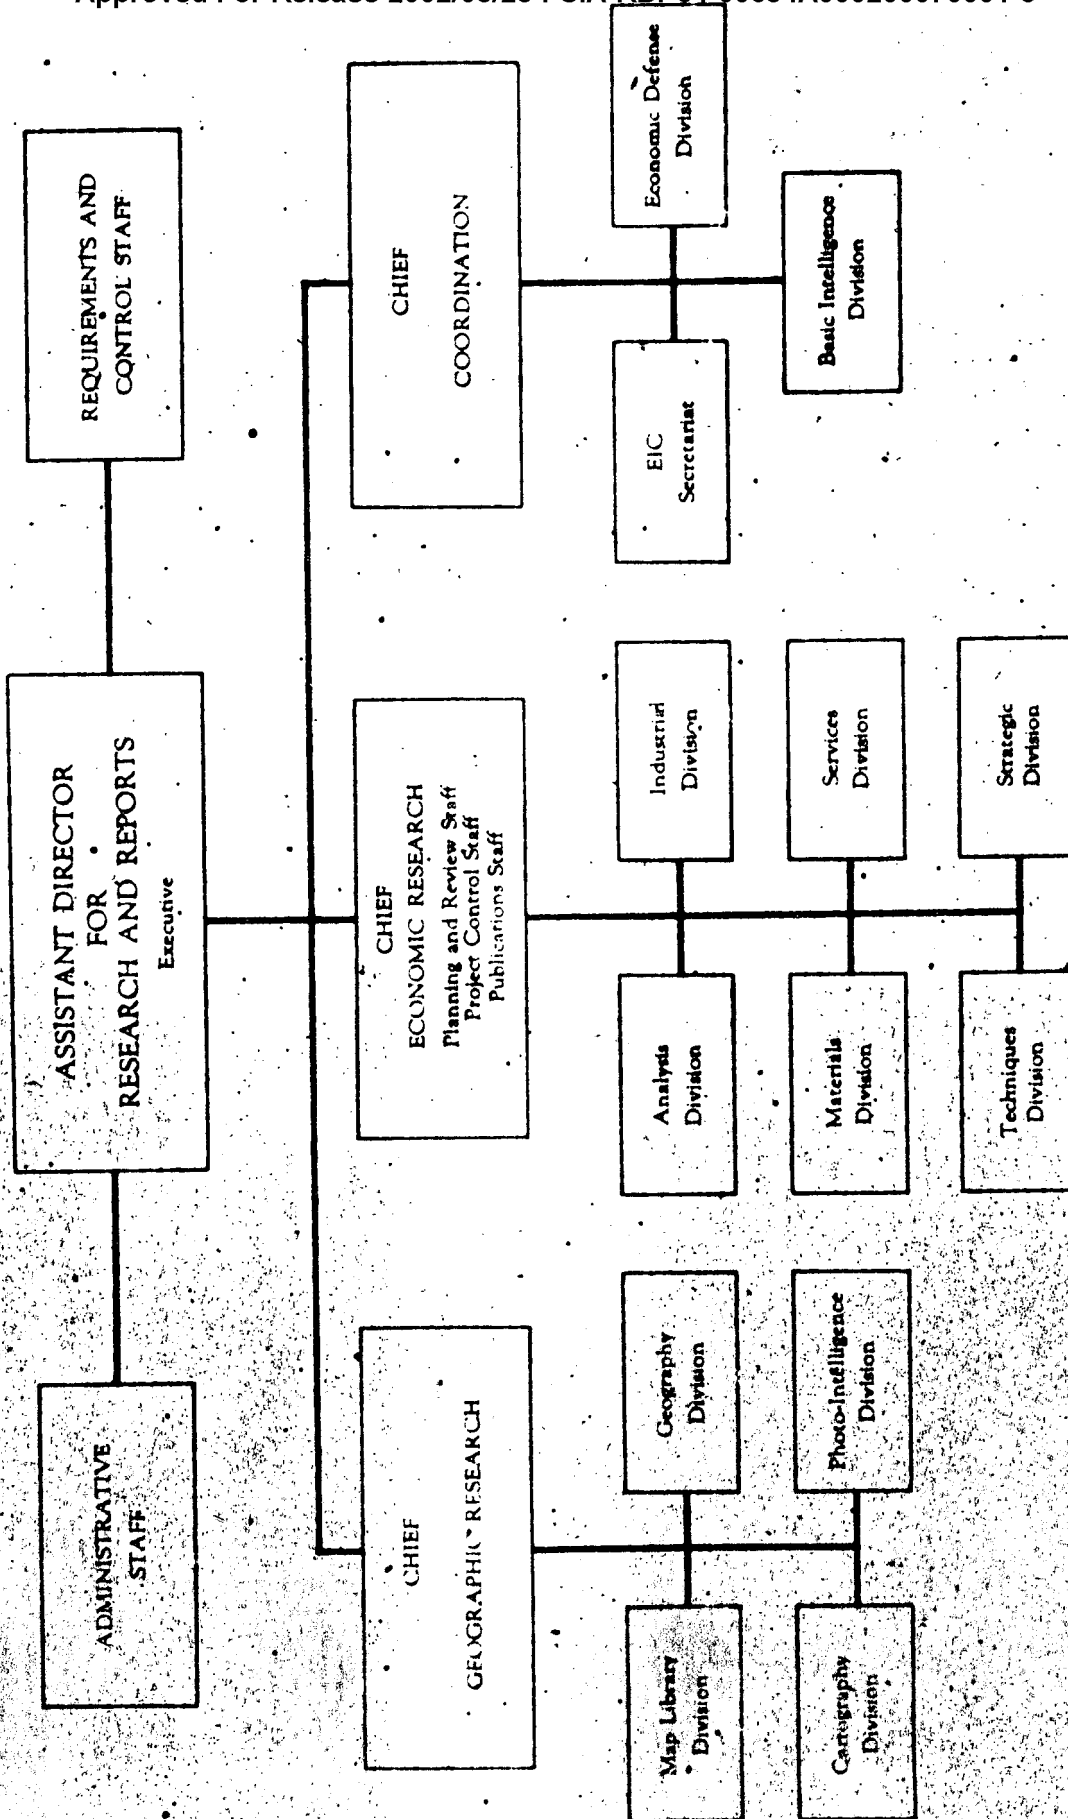 ASSISTANT DIRECTOR
FOR
RESEARCH AND REPORTS
Executive
ADMINISTRATIVE
STAFF
REQUIREMENTS AND
CONTROL STAFF
CHIEF
GEOGRAPHIC RESEARCH
CHIEF
ECONOMIC RESEARCH
Planning and Review Staff
Project Control Staff
Publications Staff
CHIEF
COORDINATION
Map Library
Division
Geography
Division
Cartography
Division
Photo-Intelligence
Division
Analysis
Division
Industrial
Division
Materials
Division
Services
Division
Techniques
Division
Strategic
Division
EIC
Secretariat
Economic Defense
Division
Basic Intelligence
Division